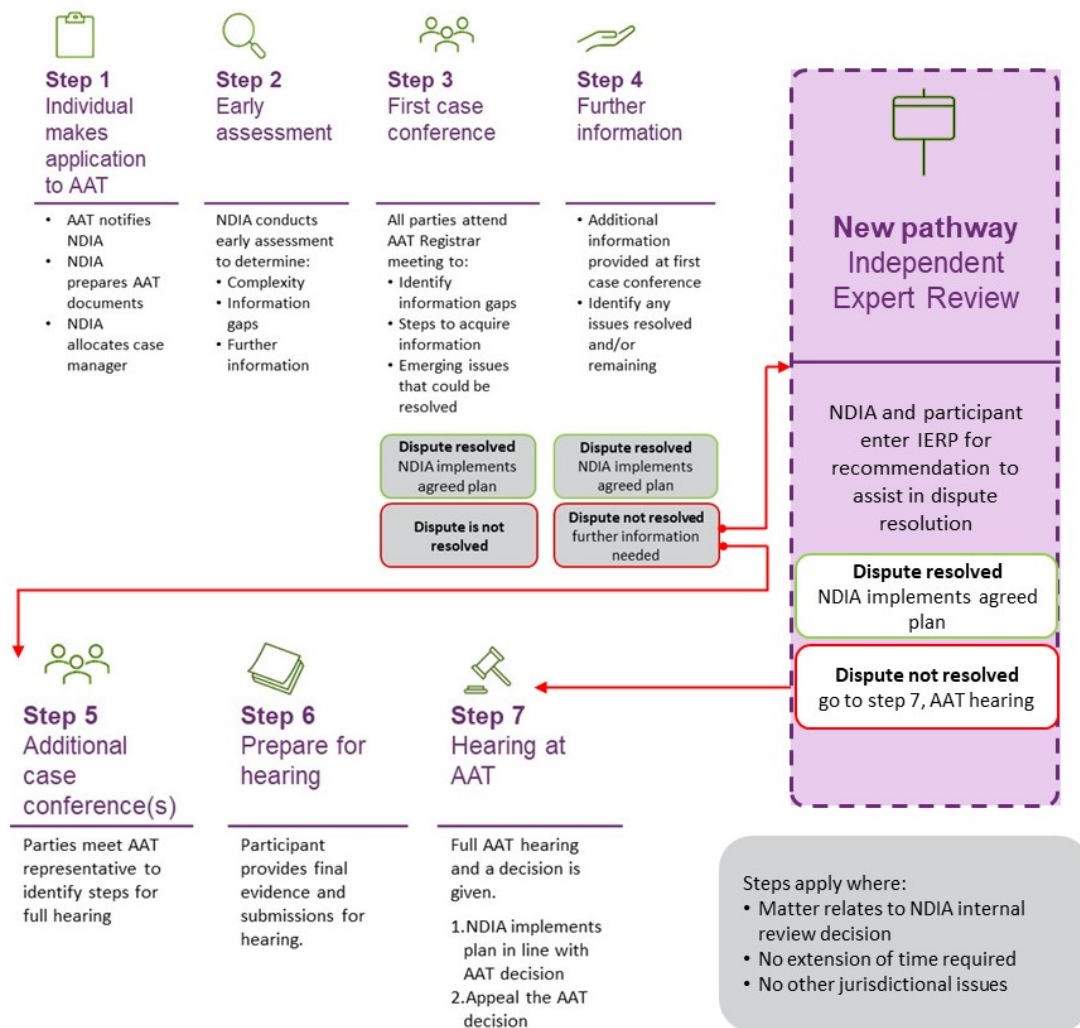 Step 1
Individual
makes
application
to AAT
• AAT notifies
NDIA
• NDIA
prepares AAT
documents
• NDIA
allocates case
manager
Step 2
Early
assessment
NDIA conducts
early assessment
to determine:
• Complexity
• Information
gaps
• Further
information
Step 3
First case
conference
All parties attend
AAT Registrar
meeting to:
• Identify
information gaps
• Steps to acquire
information
• Emerging issues
that could be
resolved
Dispute resolved
NDIA implements
agreed plan
Dispute is not
resolved
Step 4
Further
information
• Additional
information
provided at first
case conference
• Identify any
issues resolved
and/or
remaining
Dispute resolved
NDIA implements
agreed plan
Dispute not resolved
further information
needed
New pathway
Independent
Expert Review
NDIA and participant
enter IERP for
recommendation to
assist in dispute
resolution
Dispute resolved
NDIA implements agreed
plan
Dispute not resolved
go to step 7, AAT hearing
Step 5
Additional
case
conference(s)
Parties meet AAT
representative to
identify steps for
full hearing
Step 6
Prepare for
hearing
Participant
provides final
evidence and
submissions for
hearing.
Step 7
Hearing at
AAT
Full AAT hearing
and a decision is
given.
1.NDIA implements
plan in line with
AAT decision
2.Appeal the AAT
decision
Steps apply where:
• Matter relates to NDIA internal
review decision
• No extension of time required
• No other jurisdictional issues